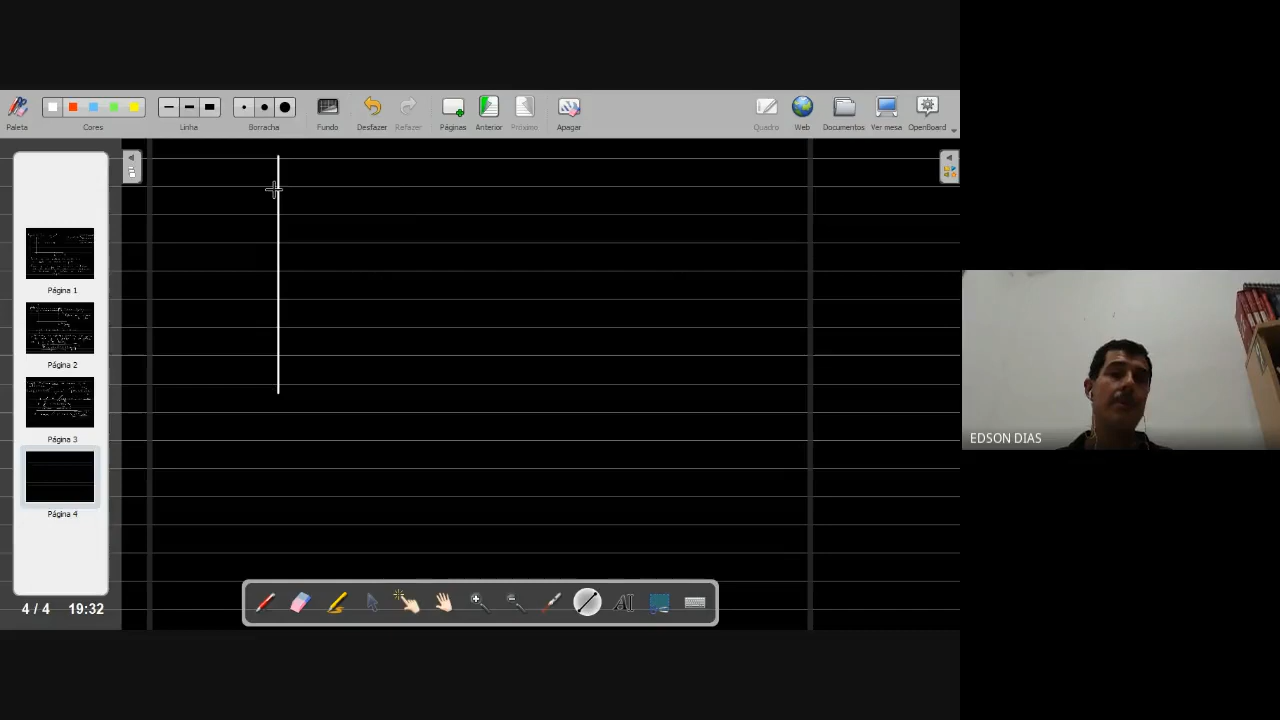 Paleta
Cores
Linha
Borracha
Fundo
Desfazer
Refazer
Páginas
Anterior
Próximo
Apagar
Quadro
Web
Documentos
Ver mesa
OpenBoard
Página 1
Página 2
Página 3
Página 4
4 / 4 19:32
AI
EDSON DIAS